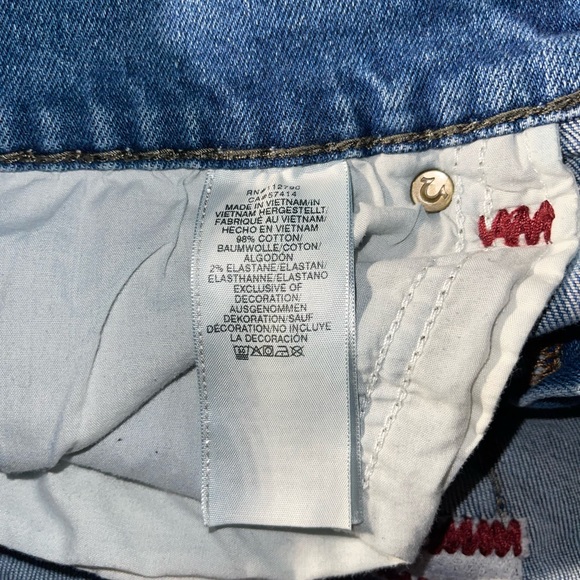 RN# 112790
CA#57414
MADE IN VIETNAM/IN
VIETNAM HERGESTELLT/
FABRIQUÉ AU VIETNAM/
HECHO EN VIETNAM
98% COTTON/
BAUMWOLLE/COTON/
ALGODÓN
2% ELASTANE/ELASTAN/
ELASTHANNE/ELASTANO
EXCLUSIVE OF
DECORATION/
AUSGENOMMEN
DEKORATION/SAUF
DÉCORATION/NO INCLUYE
LA DECORACIÓN